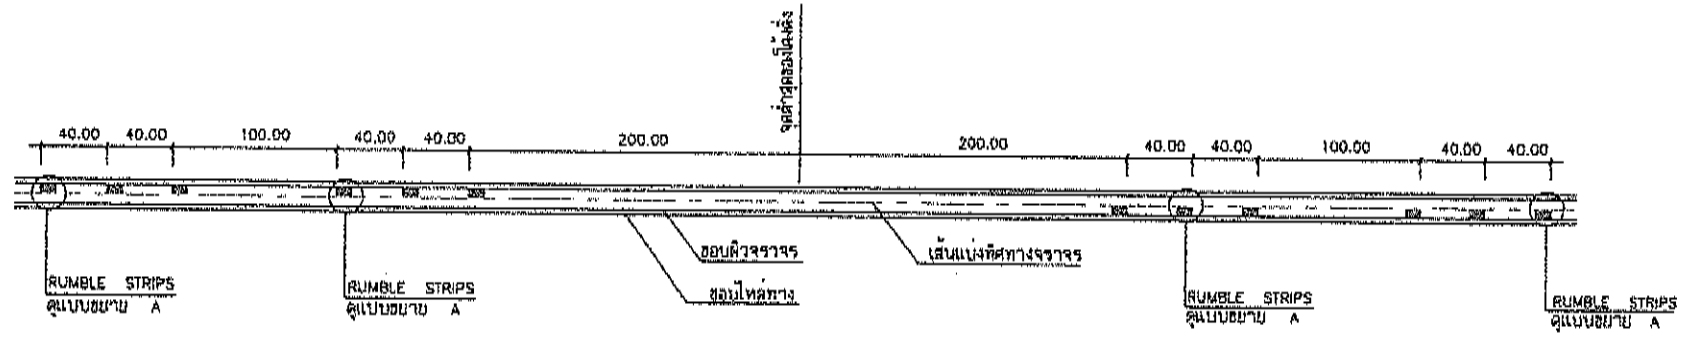 จุดต่ำสุดของโค้งดิ่ง
40.00 40.00 100.00 40.00 40.00 200.00 200.00 40.00 40.00 100.00 40.00 40.00
ขอบผิวจราจร
เส้นแบ่งทิศทางจราจร
ขอบไหล่ทาง
RUMBLE STRIPS
ดูแบบขยาย A
RUMBLE STRIPS
ดูแบบขยาย A
RUMBLE STRIPS
ดูแบบขยาย A
RUMBLE STRIPS
ดูแบบขยาย A